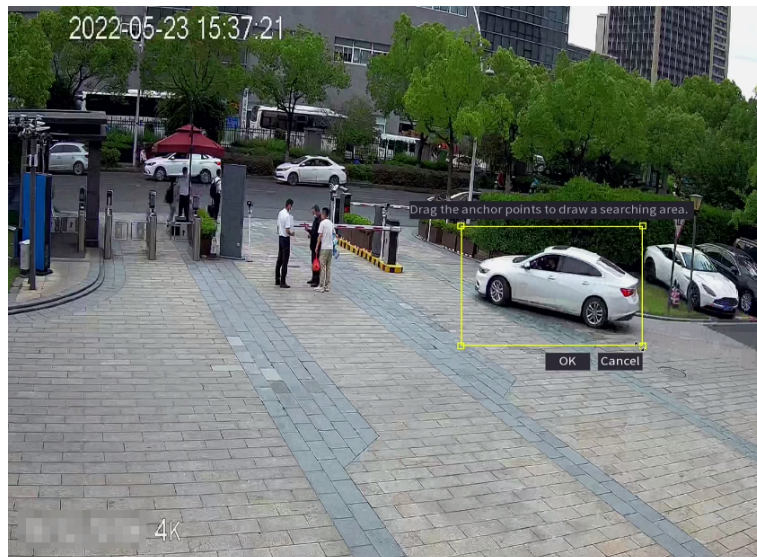 2022-05-23 15:37:21
Drag the anchor points to draw a searching area.
OK Cancel
4K